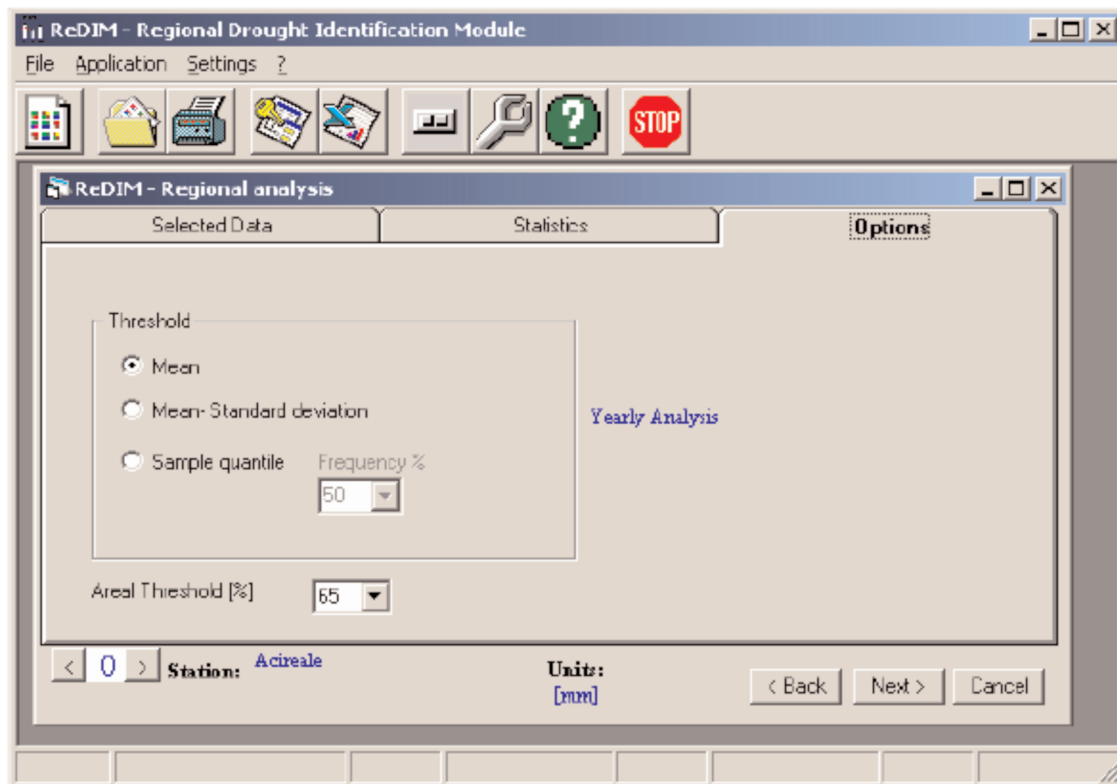 ReDIM - Regional Drought Identification Module
File Application Settings ?
STOP
ReDIM - Regional analysis
Selected Data Statistics Options
Threshold
Mean
Mean- Standard deviation
Yearly Analysis
Sample quantile Frequency %
50
Areal Threshold [%] 65
< 0 > Station: Acireale Units:
[mm]
< Back Next > Cancel